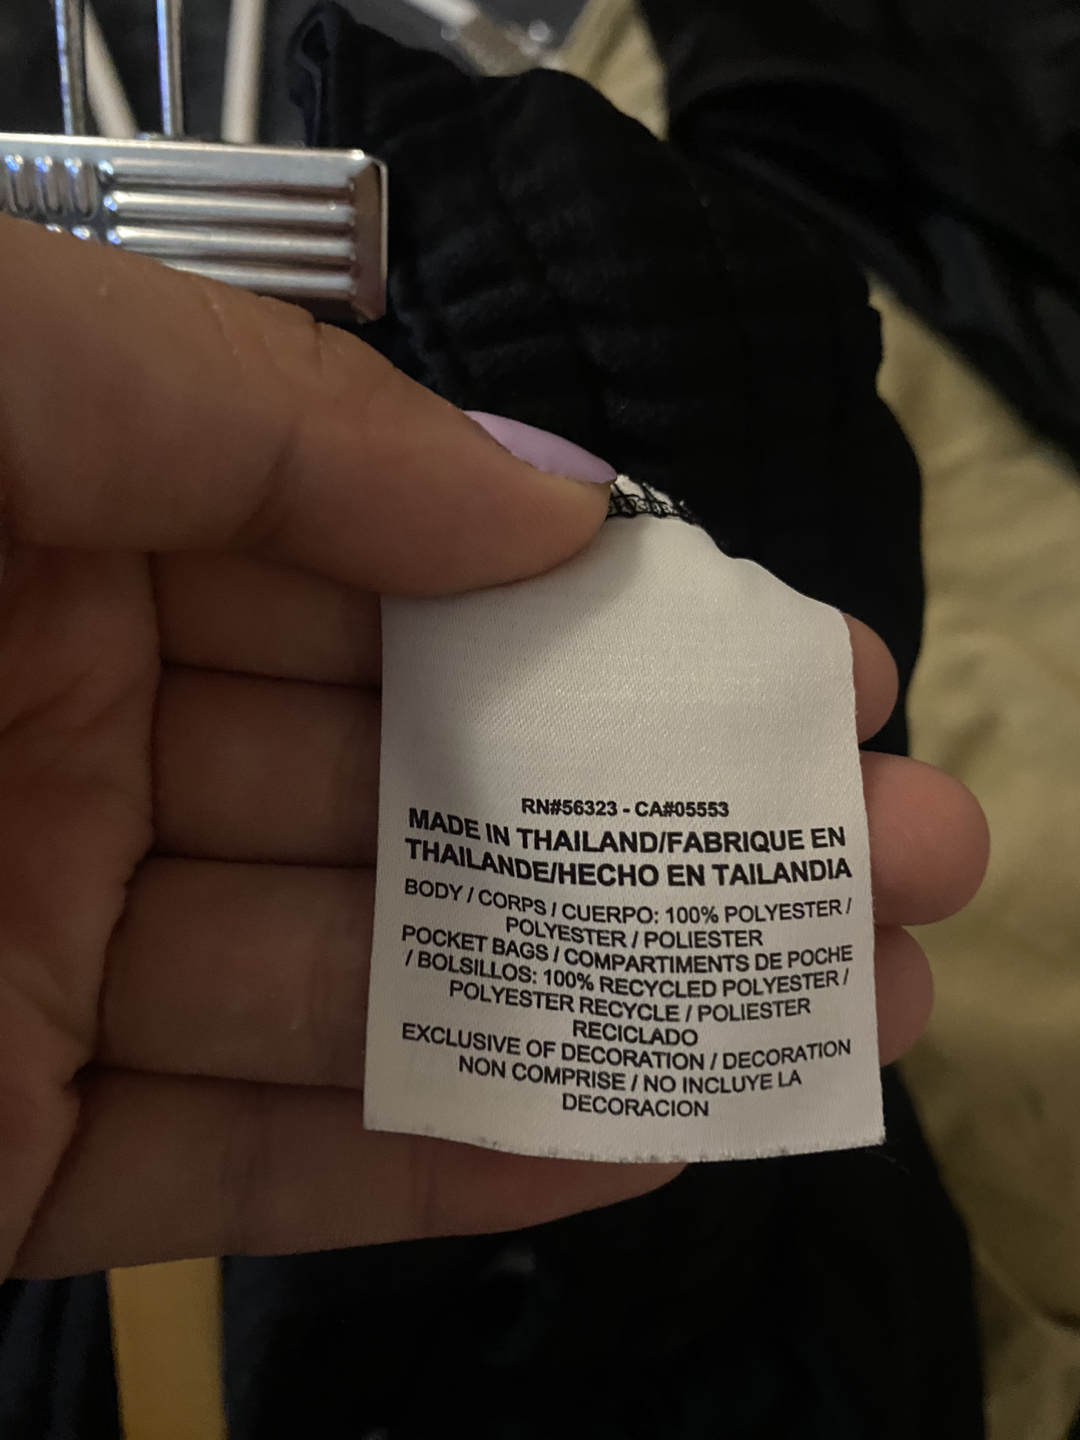 RN#56323 - CA#05553
MADE IN THAILAND/FABRIQUE EN
THAILANDE/HECHO EN TAILANDIA
BODY / CORPS / CUERPO: 100% POLYESTER /
POLYESTER / POLIESTER
POCKET BAGS / COMPARTIMENTS DE POCHE
/ BOLSILLOS: 100% RECYCLED POLYESTER /
POLYESTER RECYCLE / POLIESTER
RECICLADO
EXCLUSIVE OF DECORATION / DECORATION
NON COMPRISE / NO INCLUYE LA
DECORACION